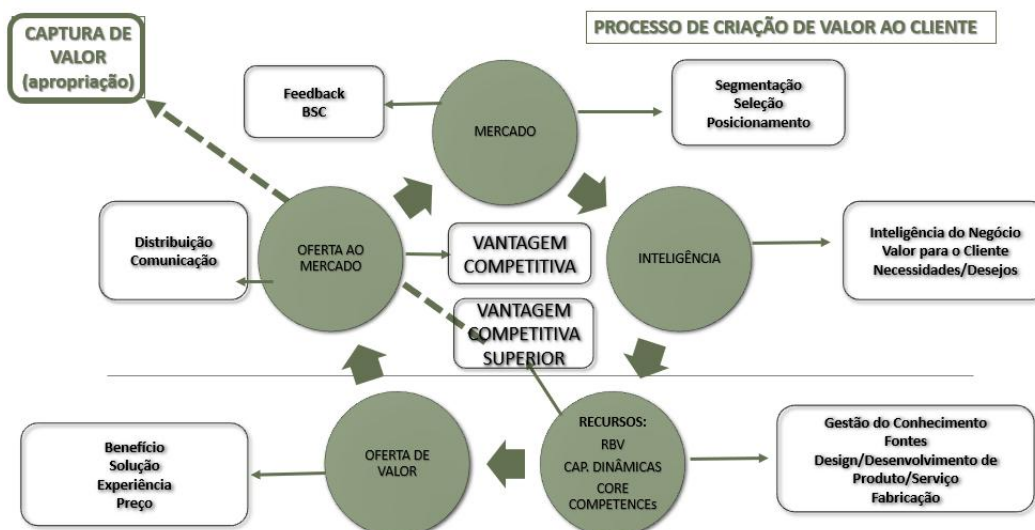 CAPTURA DE
VALOR
(apropriação)
PROCESSO DE CRIAÇÃO DE VALOR AO CLIENTE
Feedback
BSC
MERCADO
Segmentação
Seleção
Posicionamento
Distribuição
Comunicação
OFERTA AO
MERCADO
VANTAGEM
COMPETITIVA
INTELIGÊNCIA
Inteligência do Negócio
Valor para o Cliente
Necessidades/Desejos
VANTAGEM
COMPETITIVA
SUPERIOR
Benefício
Solução
Experiência
Preço
OFERTA DE
VALOR
RECURSOS:
RBV
CAP. DINÂMICAS
CORE
COMPETENCEs
Gestão do Conhecimento
Fontes
Design/Desenvolvimento de
Produto/Serviço
Fabricação